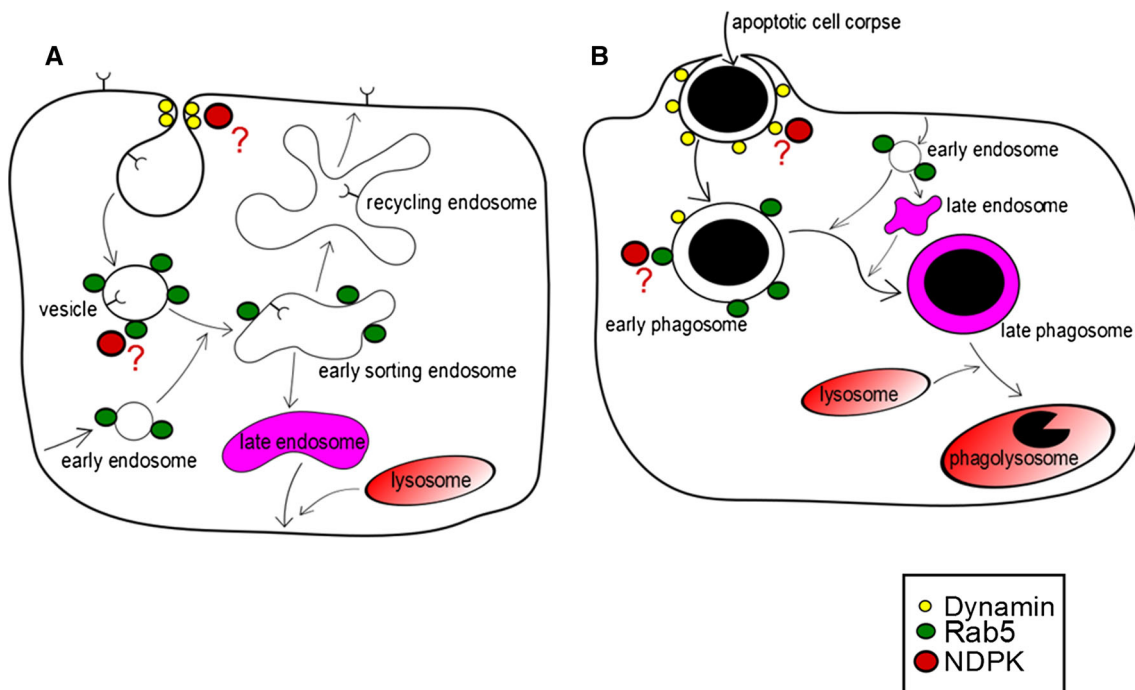 A
?
recycling endosome
vesicle
?
early sorting endosome
early endosome
late endosome
lysosome
apoptotic cell corpse
B
?
early endosome
late endosome
?
early phagosome
late phagosome
lysosome
phagolysosome
Dynamin
Rab5
NDPK